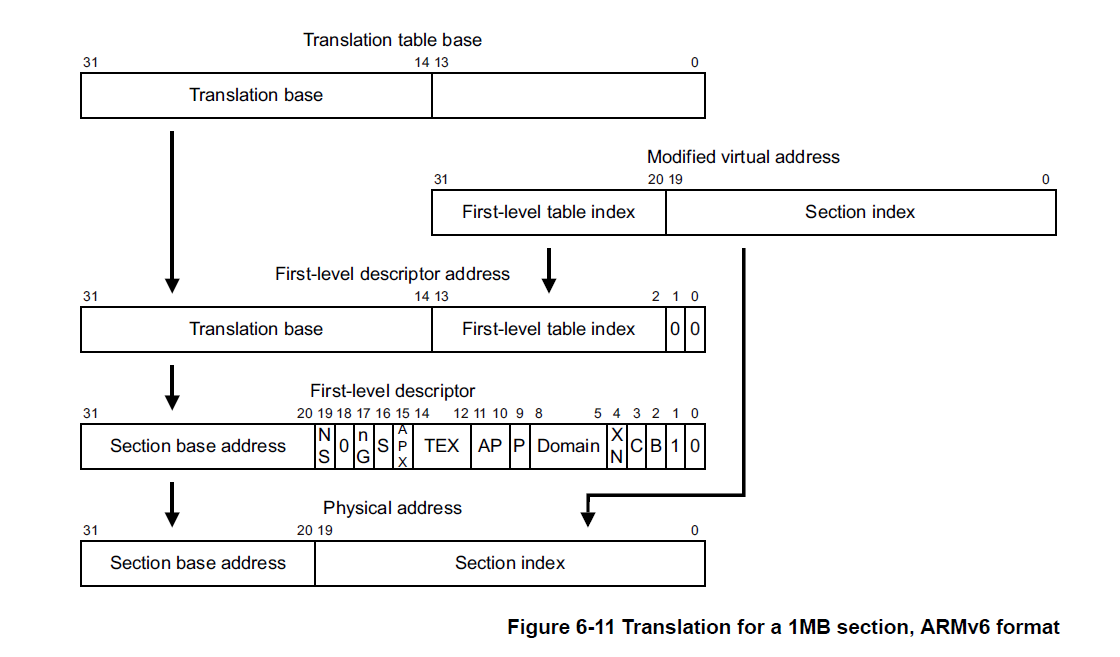 Translation table base
31 14 13 0
Translation base
Modified virtual address
31 20 19 0
First-level table index Section index
First-level descriptor address
31 14 13 2 1 0
Translation base First-level table index 0 0
First-level descriptor
31 20 19 18 17 16 15 14 12 11 10 9 8 5 4 3 2 1 0
Section base address NS 0 nG S APX TEX AP P Domain XN C B 1 0
Physical address
31 20 19 0
Section base address Section index
Figure 6-11 Translation for a 1MB section, ARMv6 format